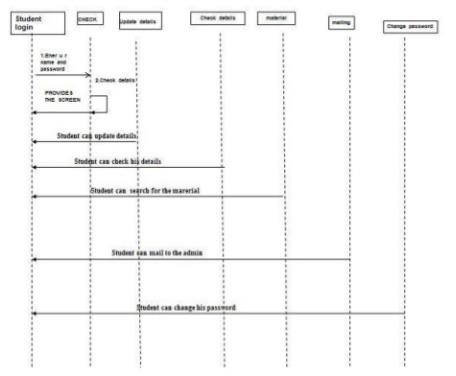 Student login
CHECK
Update details
Check details
material
mailing
Change password
1.Ener u r
name and
password
2.Check details
PROVIDES
THE SCREEN
Student can update details
Student can check his details
Student can search for the marerial
Student can mail to the admin
Student can change his password